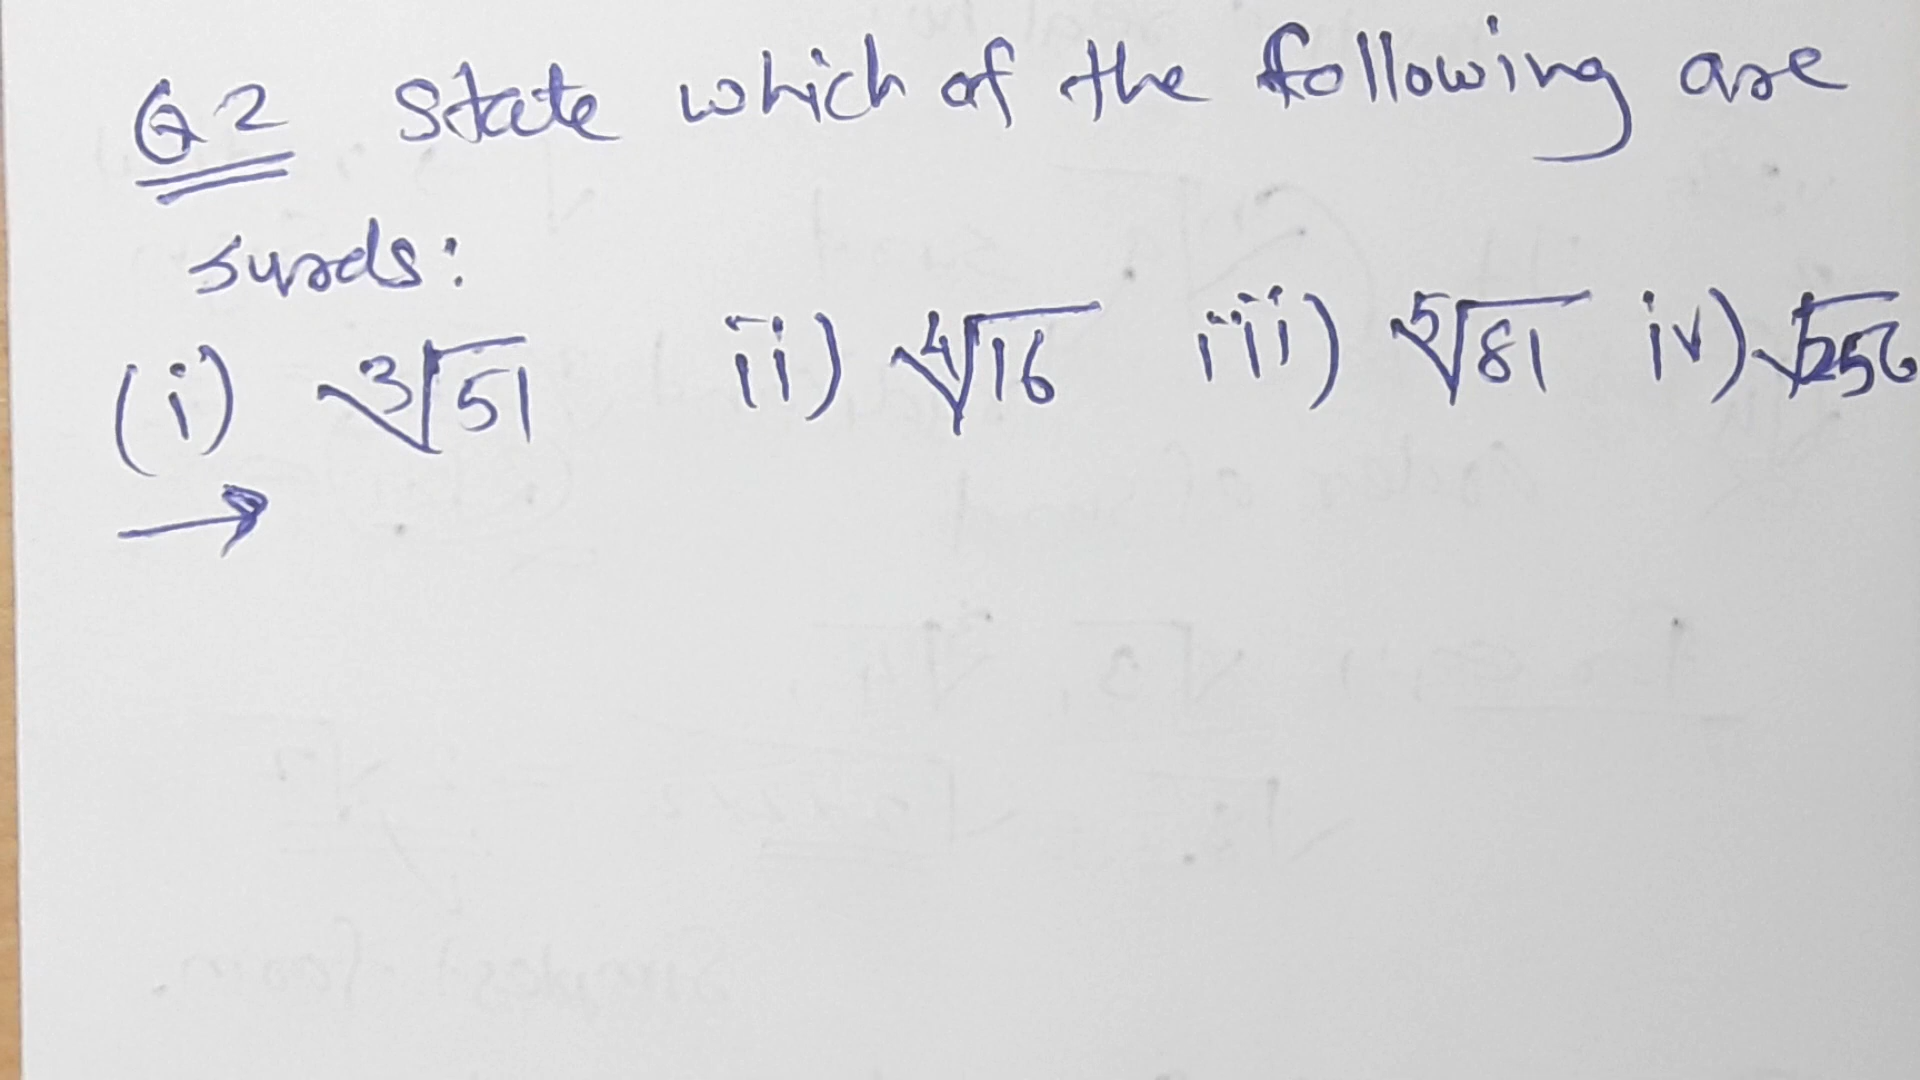 Q2 State which of the following are
surds:
(i) ∛51 ii) ∜16 iii) ⁵√81 iv) √256
→